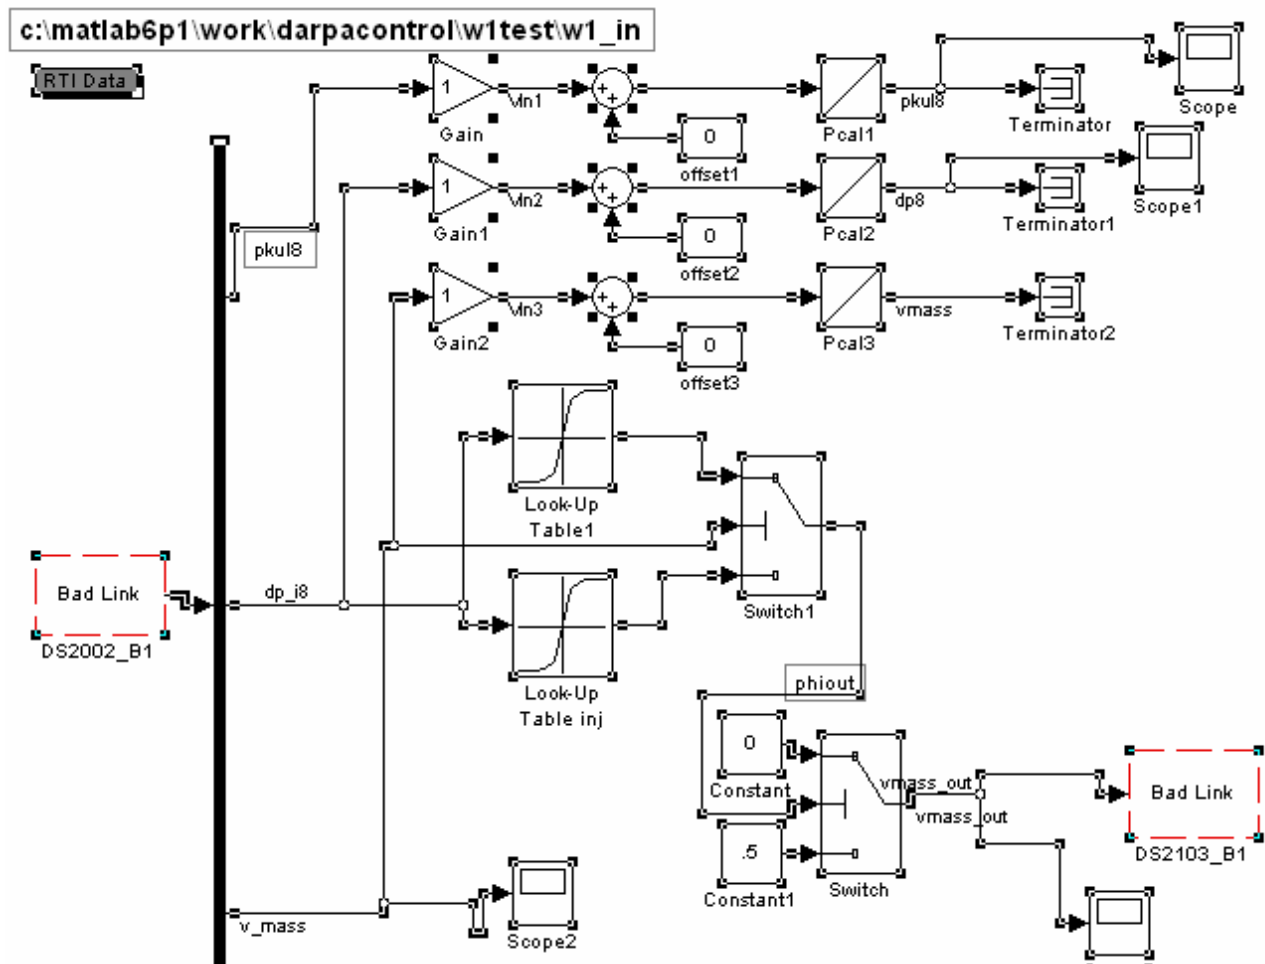 c:\matlab6p1\work\darpacontrol\w1test\w1_in
RTI Data
1
Gain
Vin1
+
+
0
offset1
Pcal1
pkul8
Terminator
Scope
1
Gain1
Vin2
+
+
0
offset2
Pcal2
dp8
Terminator1
Scope1
pkul8
1
Gain2
Vin3
+
+
0
offset3
Pcal3
vmass
Terminator2
Look-Up
Table1
Switch1
Bad Link
DS2002_B1
dp_i8
Look-Up
Table inj
phiout
0
Constant
.5
Constant1
Switch
vmass_out
vmass_out
Bad Link
DS2103_B1
v_mass
Scope2